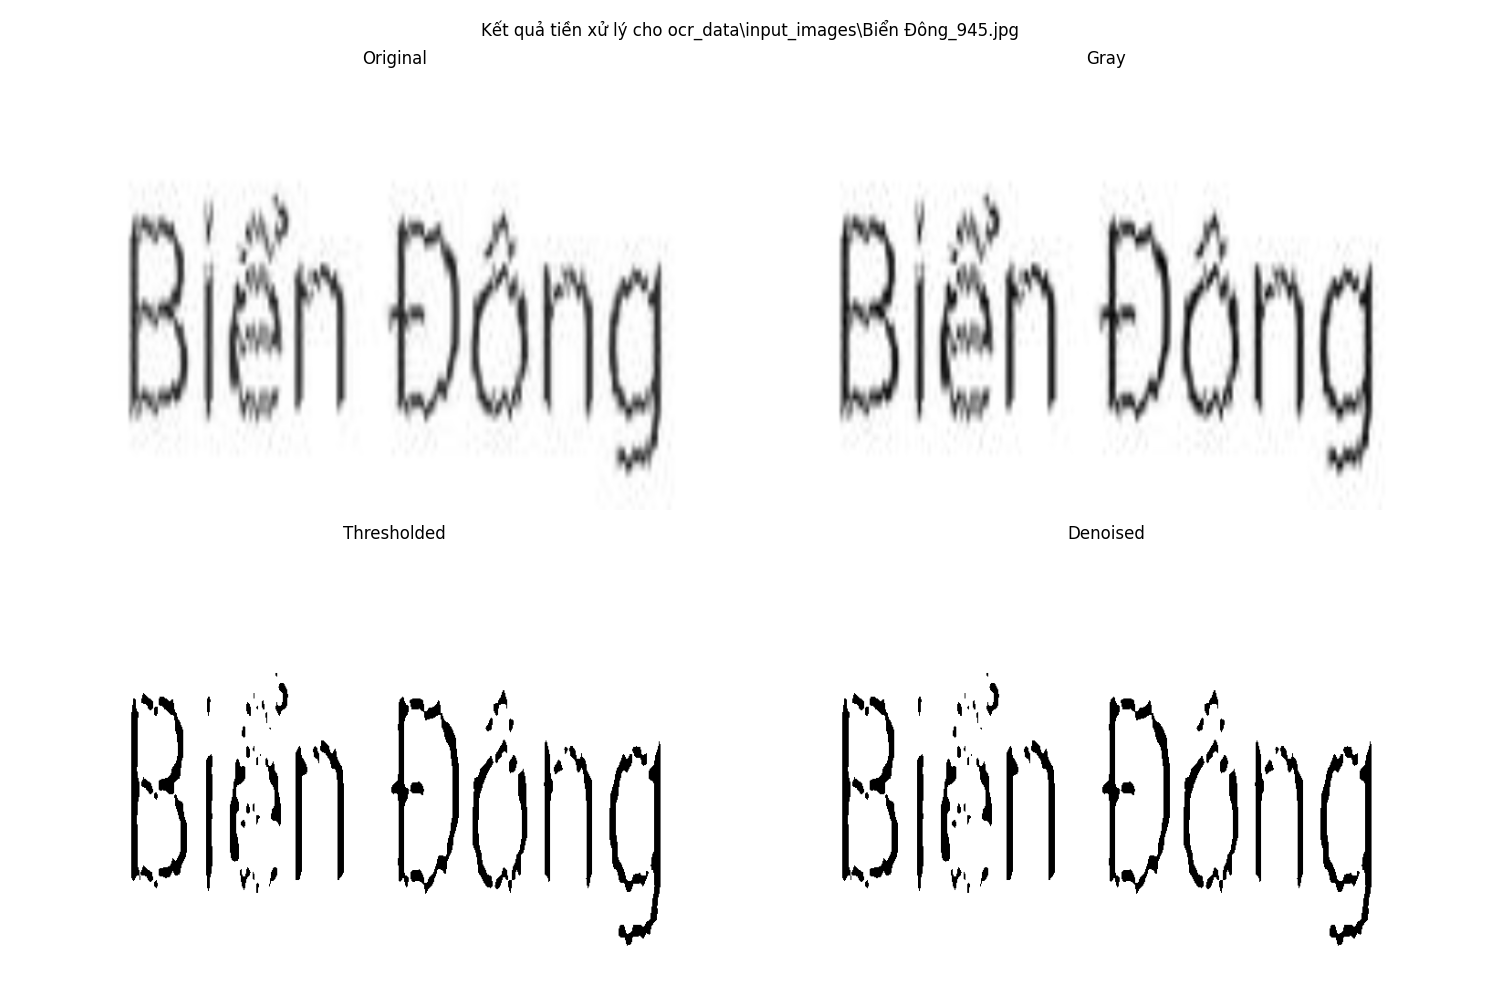 Kết quả tiền xử lý cho ocr_data\input_images\Biển Đông_945.jpg
Original
Gray
Biển Đông
Biển Đông
Thresholded
Denoised
Biển Đông
Biển Đông